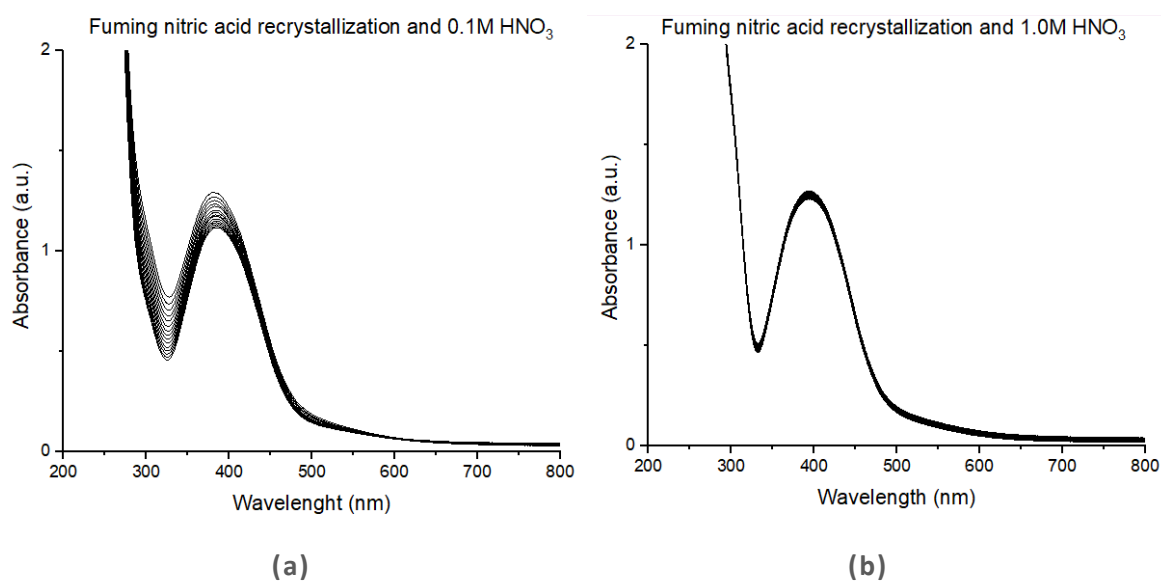 Fuming nitric acid recrystallization and 0.1M HNO₃
2
1
0
Absorbance (a.u.)
200 300 400 500 600 700 800
Wavelenght (nm)
(a)
Fuming nitric acid recrystallization and 1.0M HNO₃
2
1
0
Absorbance (a.u.)
200 300 400 500 600 700 800
Wavelength (nm)
(b)